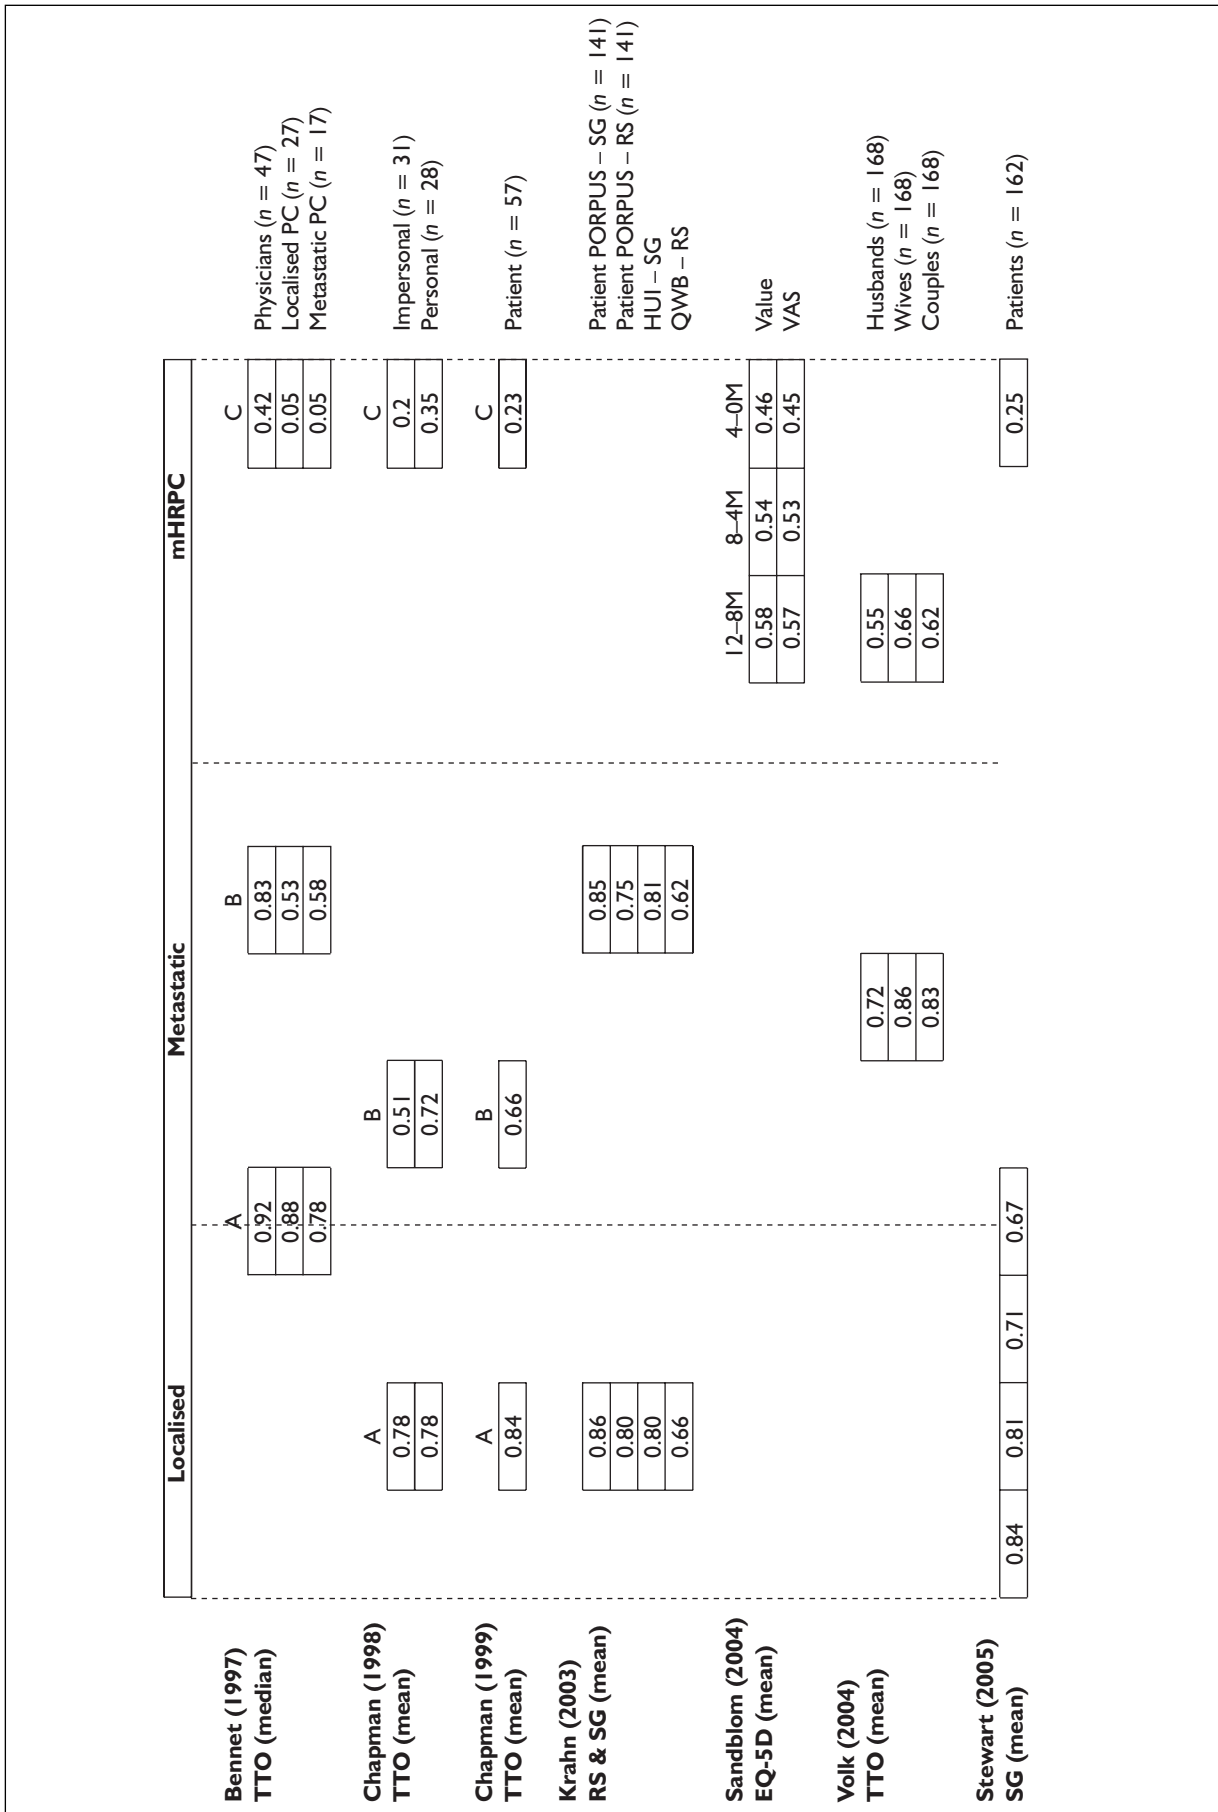 Localised Metastatic mHRPC
Bennet (1997)
TTO (median)
A B C
0.92 0.83 0.42 Physicians (n = 47)
0.88 0.53 0.05 Localised PC (n = 27)
0.78 0.58 0.05 Metastatic PC (n = 17)
Chapman (1998)
TTO (mean)
A B C
0.78 0.51 0.2 Impersonal (n = 31)
0.78 0.72 0.35 Personal (n = 28)
Chapman (1999)
TTO (mean)
A B C
0.84 0.66 0.23 Patient (n = 57)
Krahn (2003)
RS & SG (mean)
0.86 0.85 Patient PORPUS – SG (n = 141)
0.80 0.75 Patient PORPUS – RS (n = 141)
0.80 0.81 HUI – SG
0.66 0.62 QWB – RS
Sandblom (2004)
EQ-5D (mean)
12–8M 8–4M 4–0M
0.58 0.54 0.46 Value
0.57 0.53 0.45 VAS
Volk (2004)
TTO (mean)
0.72 0.55 Husbands (n = 168)
0.86 0.66 Wives (n = 168)
0.83 0.62 Couples (n = 168)
Stewart (2005)
SG (mean)
0.84 0.81 0.71 0.67 0.25 Patients (n = 162)